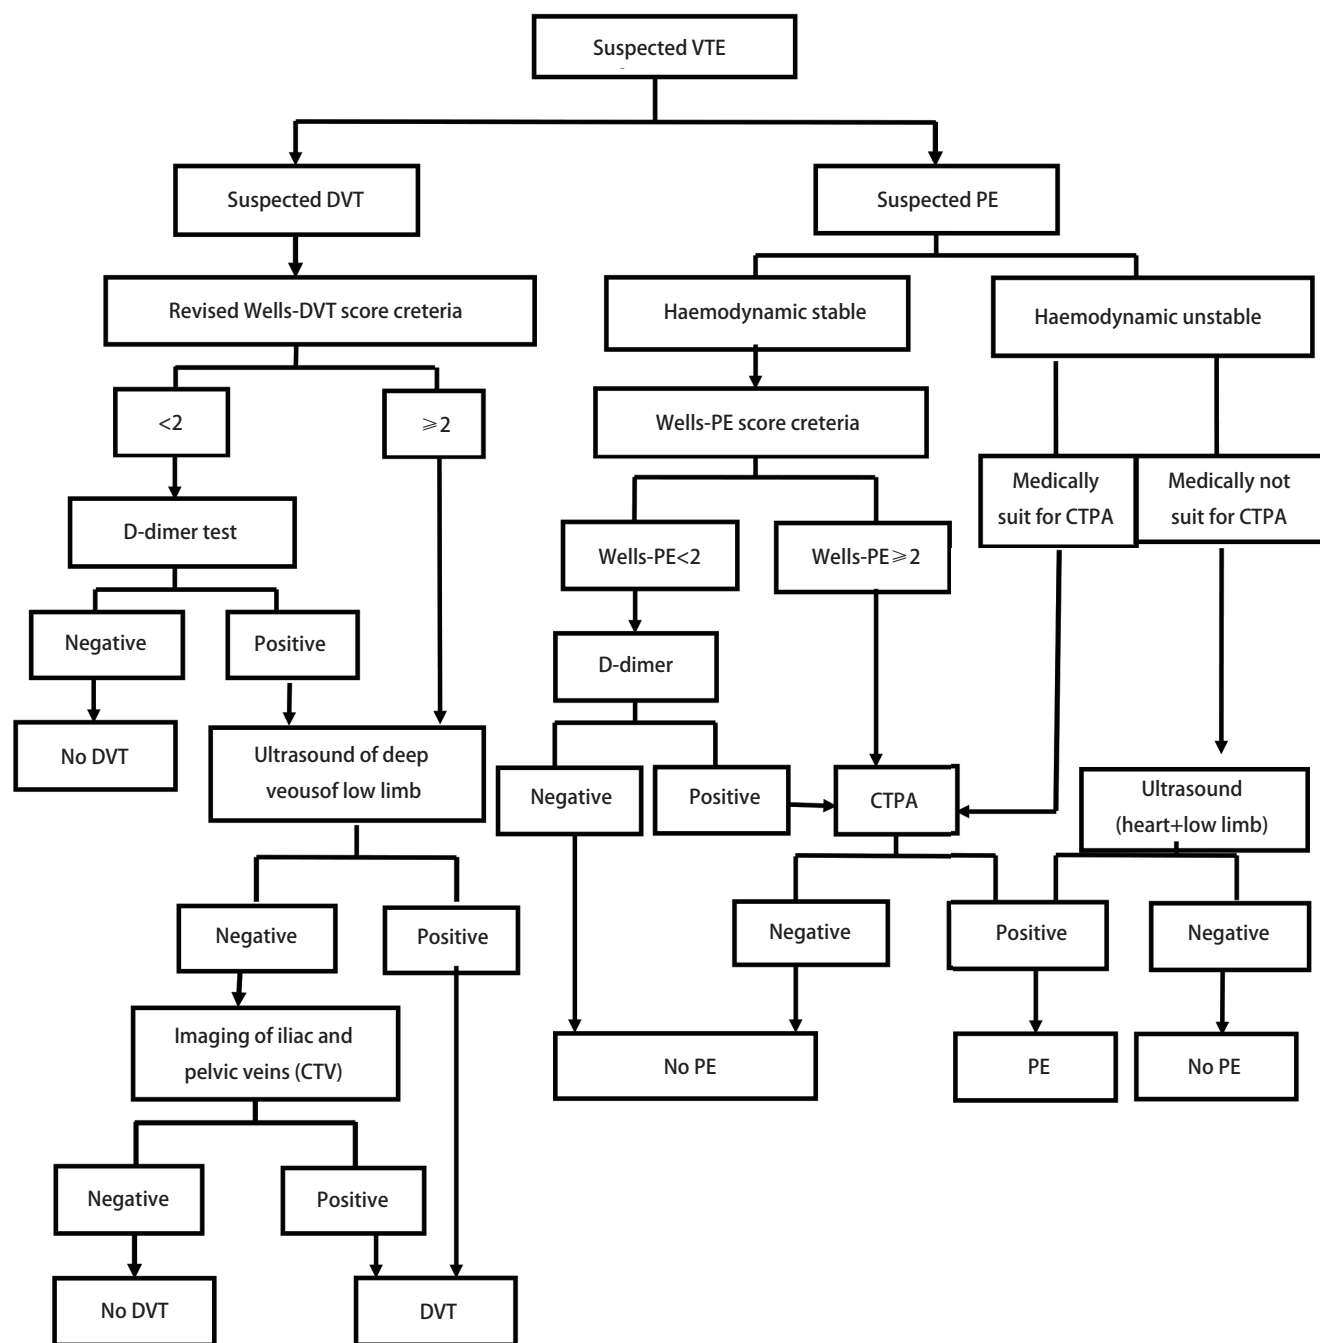 Suspected VTE
Suspected DVT
Suspected PE
Revised Wells-DVT score creteria
Haemodynamic stable
Haemodynamic unstable
<2
≥2
Wells-PE score creteria
Medically
suit for CTPA
Medically not
suit for CTPA
D-dimer test
Wells-PE<2
Wells-PE≥2
Negative
Positive
D-dimer
No DVT
Ultrasound of deep
veousof low limb
Negative
Positive
CTPA
Ultrasound
(heart+low limb)
Negative
Positive
Negative
Positive
Negative
Imaging of iliac and
pelvic veins (CTV)
No PE
PE
No PE
Negative
Positive
No DVT
DVT